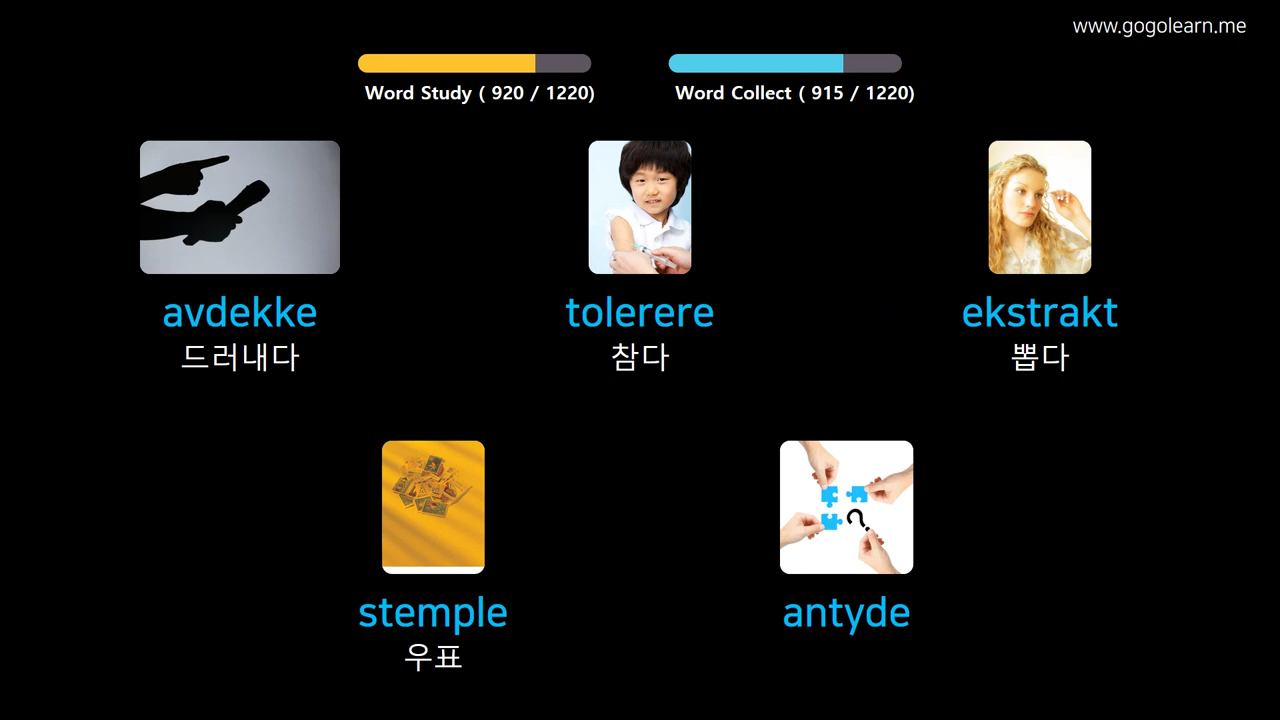 www.gogolearn.me
Word Study ( 920 / 1220)
Word Collect ( 915 / 1220)
avdekke
드러내다
tolerere
참다
ekstrakt
뽑다
stemple
우표
antyde